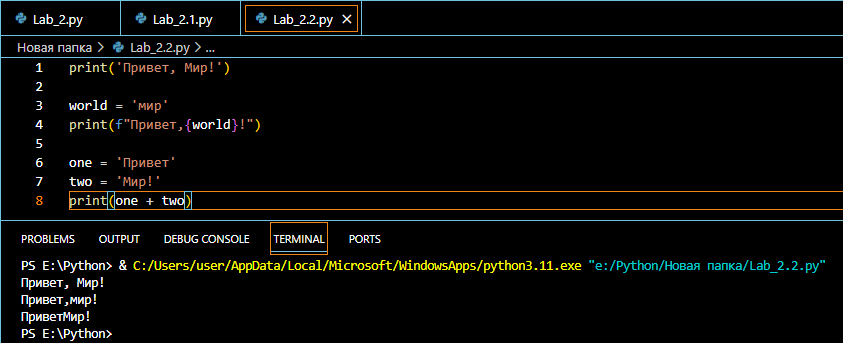 Lab_2.py Lab_2.1.py Lab_2.2.py
Новая папка > Lab_2.2.py > ...
1 print('Привет, Мир!')
2
3 world = 'мир'
4 print(f"Привет,{world}!")
5
6 one = 'Привет'
7 two = 'Мир!'
8 print(one + two)
PROBLEMS OUTPUT DEBUG CONSOLE TERMINAL PORTS
PS E:\Python> & C:/Users/user/AppData/Local/Microsoft/WindowsApps/python3.11.exe "e:/Python/Новая папка/Lab_2.2.py"
Привет, Мир!
Привет,мир!
ПриветМир!
PS E:\Python>